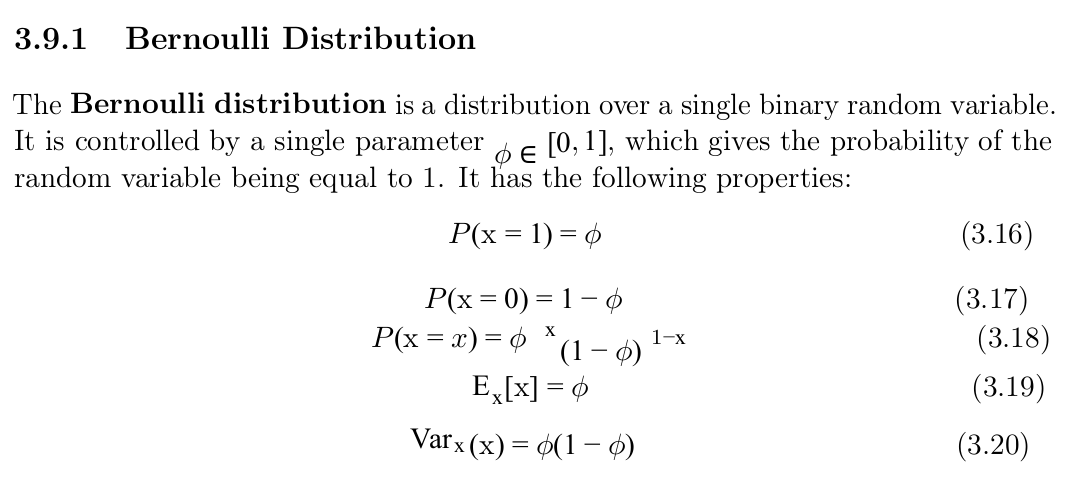 3.9.1 Bernoulli Distribution
The Bernoulli distribution is a distribution over a single binary random variable.
It is controlled by a single parameter ϕ ∈ [0, 1], which gives the probability of the
random variable being equal to 1. It has the following properties:
P(x = 1) = ϕ (3.16)
P(x = 0) = 1 − ϕ (3.17)
P(x = x) = ϕ^x (1 − ϕ)^{1−x} (3.18)
E_x[x] = ϕ (3.19)
Var_x(x) = ϕ(1 − ϕ) (3.20)